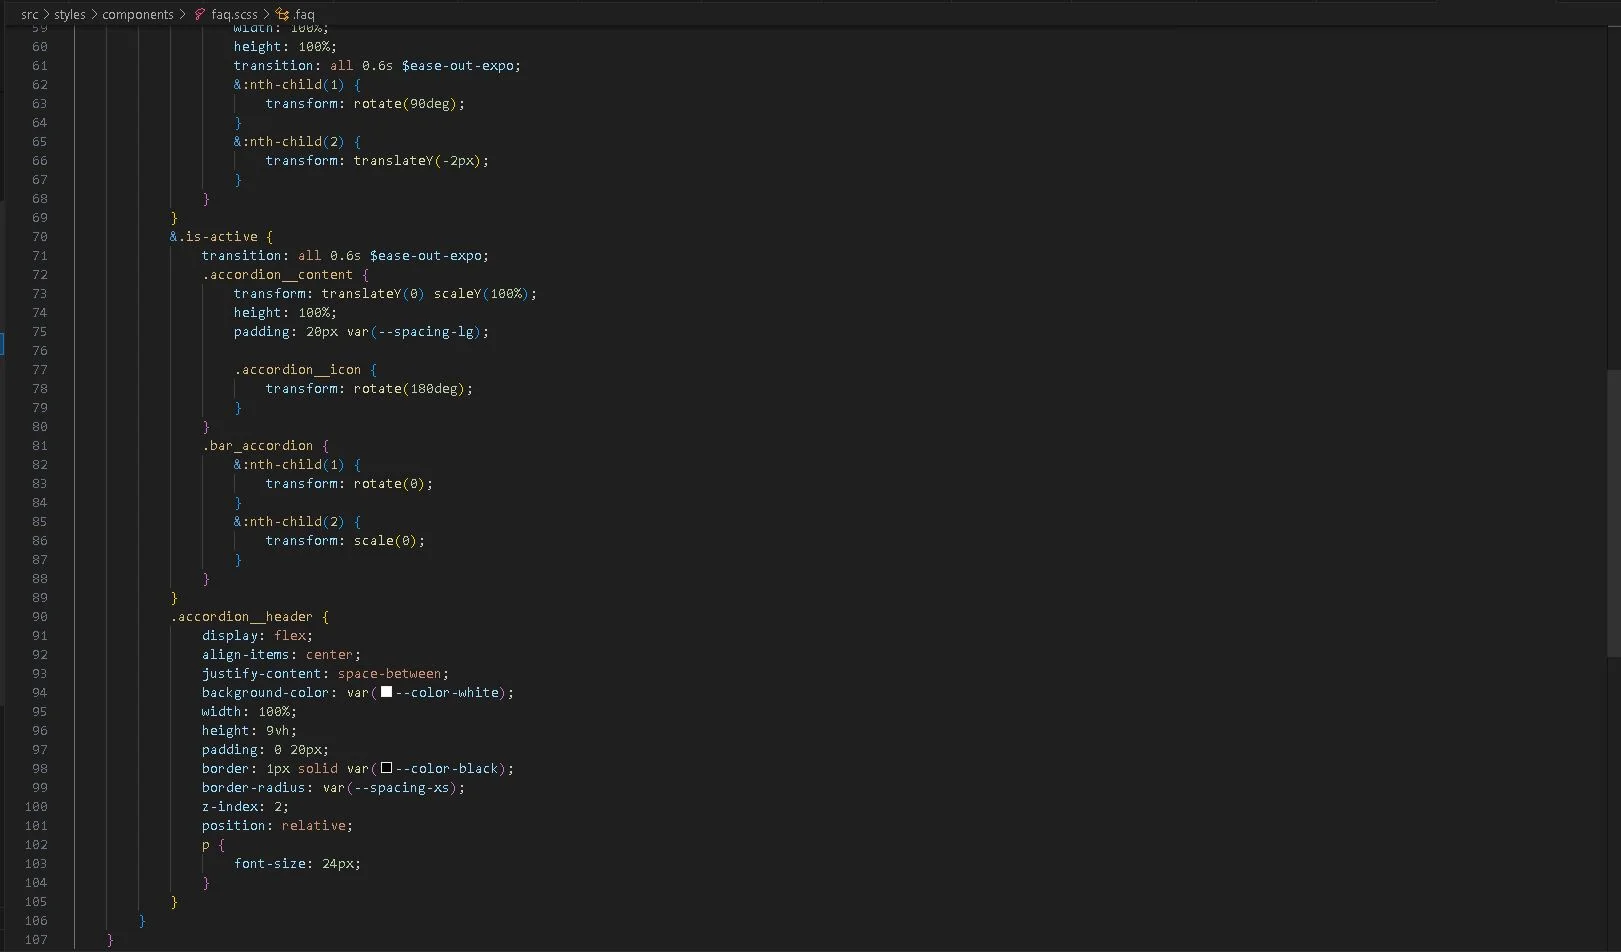 src > styles > components > faq.scss > .faq
59 width: 100%;
60 height: 100%;
61 transition: all 0.6s $ease-out-expo;
62 &:nth-child(1) {
63 transform: rotate(90deg);
64 }
65 &:nth-child(2) {
66 transform: translateY(-2px);
67 }
68 }
69 }
70 &.is-active {
71 transition: all 0.6s $ease-out-expo;
72 .accordion__content {
73 transform: translateY(0) scaleY(100%);
74 height: 100%;
75 padding: 20px var(--spacing-lg);
76
77 .accordion__icon {
78 transform: rotate(180deg);
79 }
80 }
81 .bar_accordion {
82 &:nth-child(1) {
83 transform: rotate(0);
84 }
85 &:nth-child(2) {
86 transform: scale(0);
87 }
88 }
89 }
90 .accordion__header {
91 display: flex;
92 align-items: center;
93 justify-content: space-between;
94 background-color: var(--color-white);
95 width: 100%;
96 height: 9vh;
97 padding: 0 20px;
98 border: 1px solid var(--color-black);
99 border-radius: var(--spacing-xs);
100 z-index: 2;
101 position: relative;
102 p {
103 font-size: 24px;
104 }
105 }
106 }
107 }